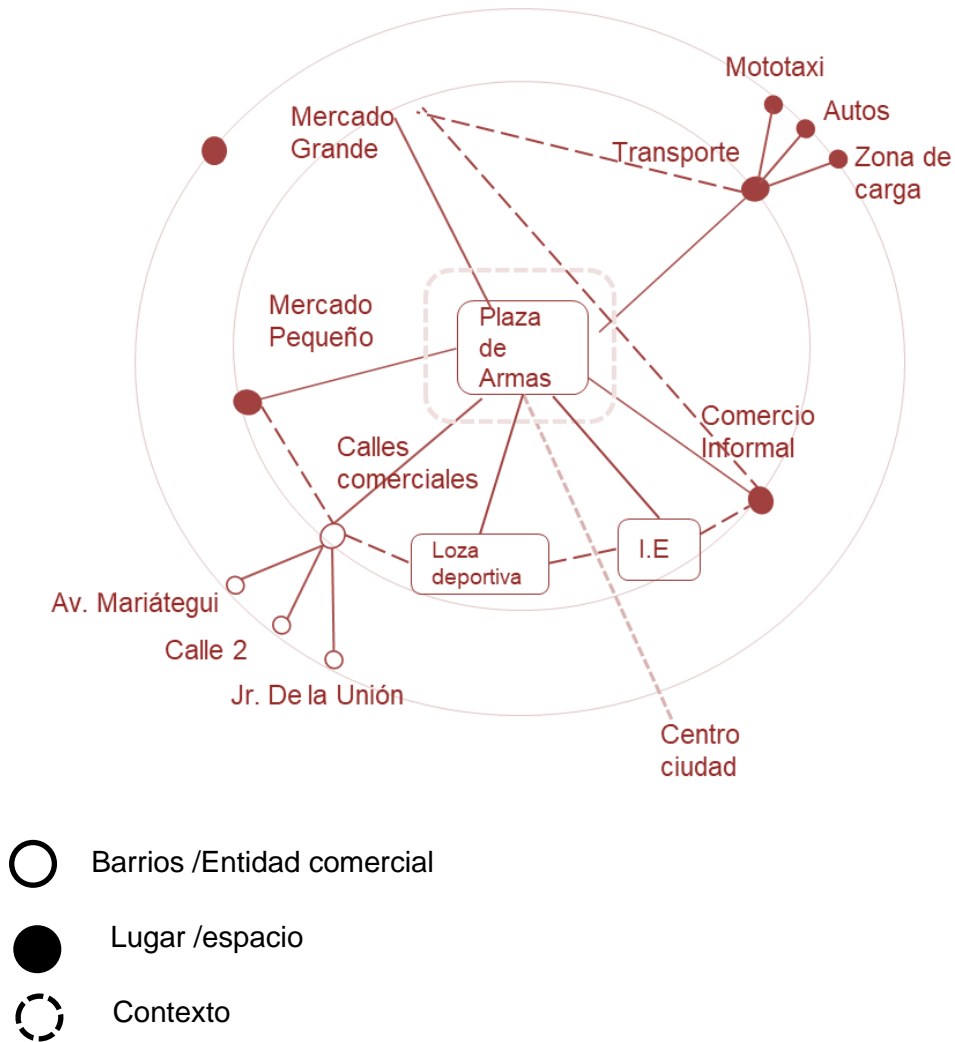 Mototaxi
Mercado
Grande
Autos
Transporte
Zona de
carga
Mercado
Pequeño
Plaza
de
Armas
Comercio
Informal
Calles
comerciales
Loza
deportiva
I.E
Av. Mariátegui
Calle 2
Jr. De la Unión
Centro
ciudad
Barrios /Entidad comercial
Lugar /espacio
Contexto